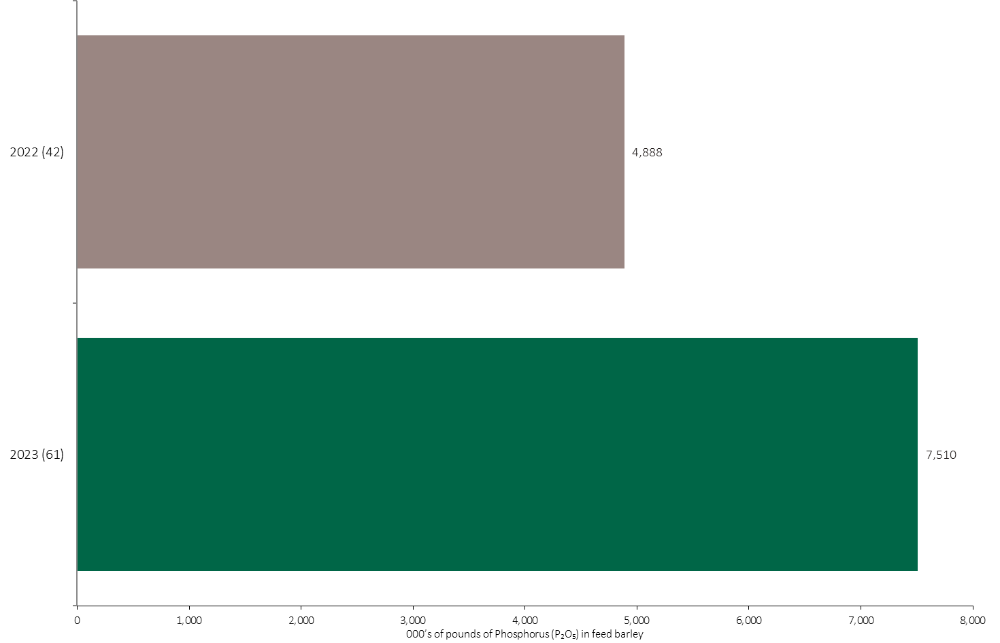 2022 (42)
4,888
2023 (61)
7,510
0 1,000 2,000 3,000 4,000 5,000 6,000 7,000 8,000
000's of pounds of Phosphorus (P₂O₅) in feed barley